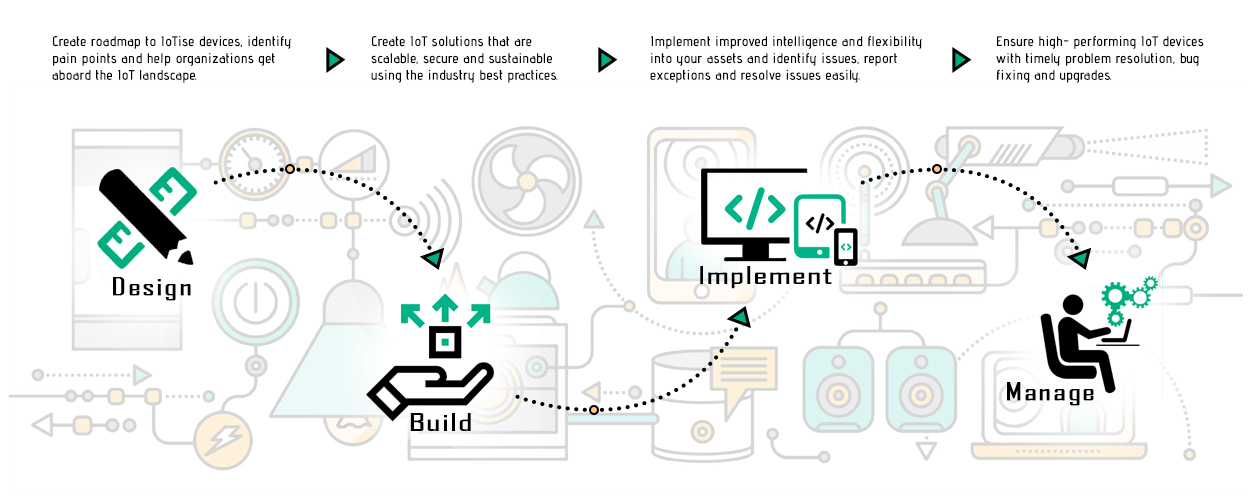 Create roadmap to IoTise devices, identify
pain points and help organizations get
aboard the IoT landscape.
Create IoT solutions that are
scalable, secure and sustainable
using the industry best practices.
Implement improved intelligence and flexibility
into your assets and identify issues, report
exceptions and resolve issues easily.
Ensure high- performing IoT devices
with timely problem resolution, bug
fixing and upgrades.
Design
Build
Implement
Manage